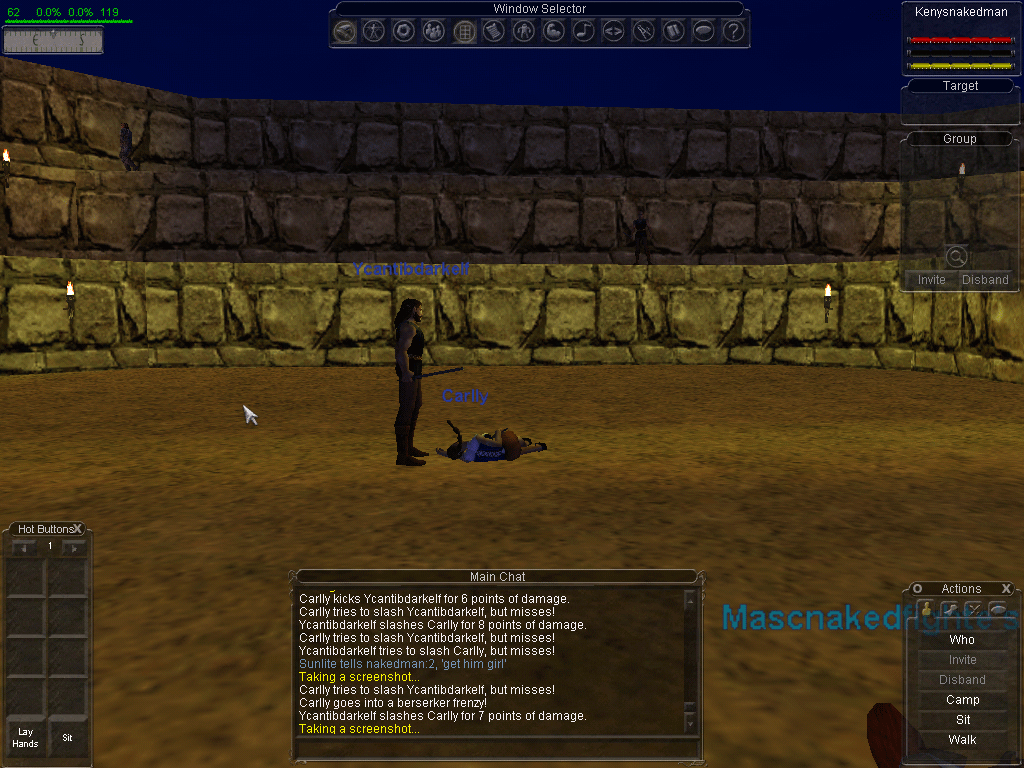 62 0.0% 0.0% 119
E S
Window Selector
?
Kenysnakedman
Target
Group
Invite Disband
Ycantibdarkelf
Carlly
Hot Buttons X
1
Lay Hands
Sit
Main Chat
Carlly kicks Ycantibdarkelf for 6 points of damage.
Carlly tries to slash Ycantibdarkelf, but misses!
Ycantibdarkelf slashes Carlly for 8 points of damage.
Carlly tries to slash Ycantibdarkelf, but misses!
Ycantibdarkelf tries to slash Carlly, but misses!
Sunlite tells nakedman:2, 'get him girl'
Taking a screenshot...
Carlly tries to slash Ycantibdarkelf, but misses!
Carlly goes into a berserker frenzy!
Ycantibdarkelf slashes Carlly for 7 points of damage.
Taking a screenshot...
O Actions X
Who
Invite
Disband
Camp
Sit
Walk